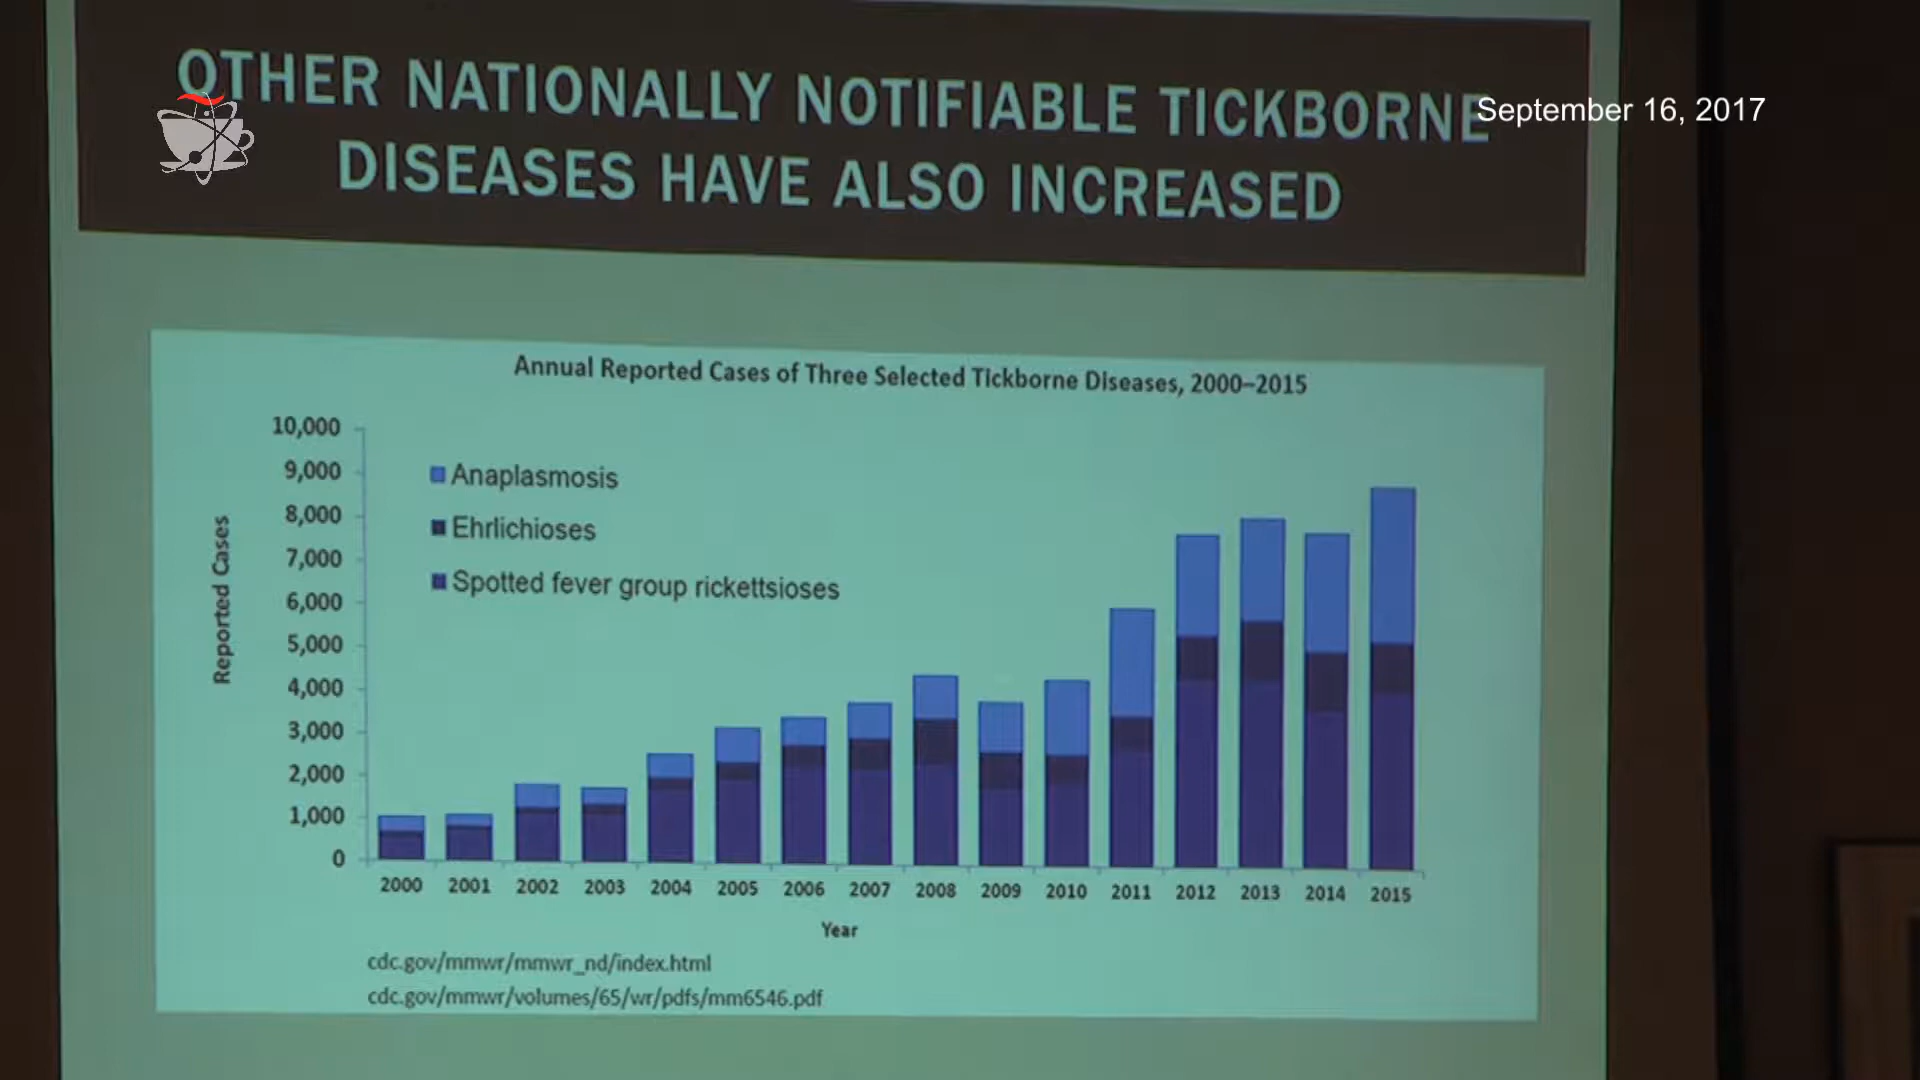 OTHER NATIONALLY NOTIFIABLE TICKBORNE
DISEASES HAVE ALSO INCREASED
September 16, 2017
Annual Reported Cases of Three Selected Tickborne Diseases, 2000–2015
Reported Cases
10,000
9,000
8,000
7,000
6,000
5,000
4,000
3,000
2,000
1,000
0
Anaplasmosis
Ehrlichioses
Spotted fever group rickettsioses
2000 2001 2002 2003 2004 2005 2006 2007 2008 2009 2010 2011 2012 2013 2014 2015
Year
cdc.gov/mmwr/mmwr_nd/index.html
cdc.gov/mmwr/volumes/65/wr/pdfs/mm6546.pdf